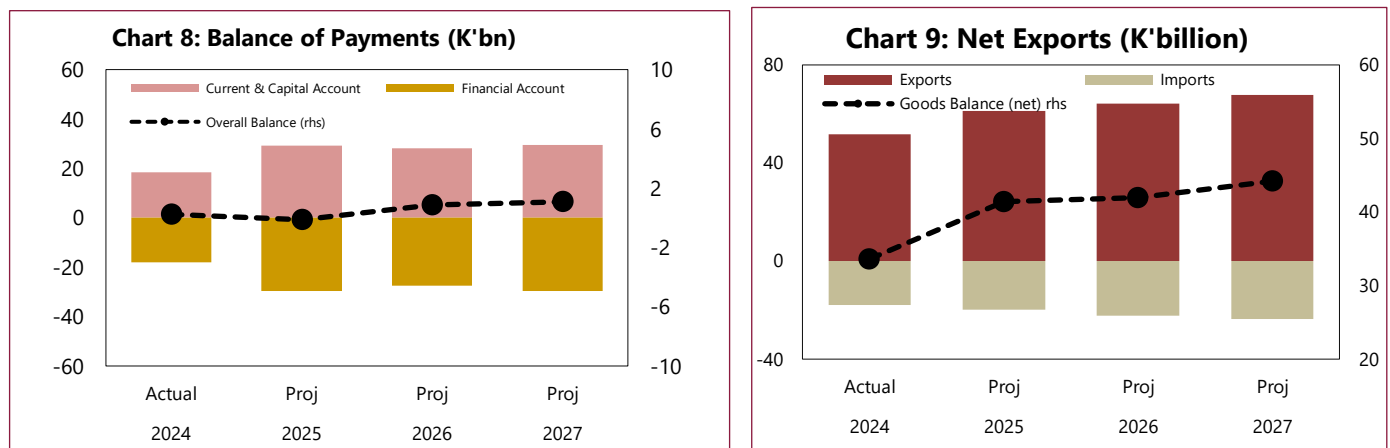 Chart 8: Balance of Payments (K'bn)
60
40
20
0
-20
-40
-60
Current & Capital Account
Financial Account
Overall Balance (rhs)
10
6
2
-2
-6
-10
Actual
Proj
Proj
Proj
2024
2025
2026
2027
Chart 9: Net Exports (K'billion)
80
40
0
-40
Exports
Imports
Goods Balance (net) rhs
60
50
40
30
20
Actual
Proj
Proj
Proj
2024
2025
2026
2027